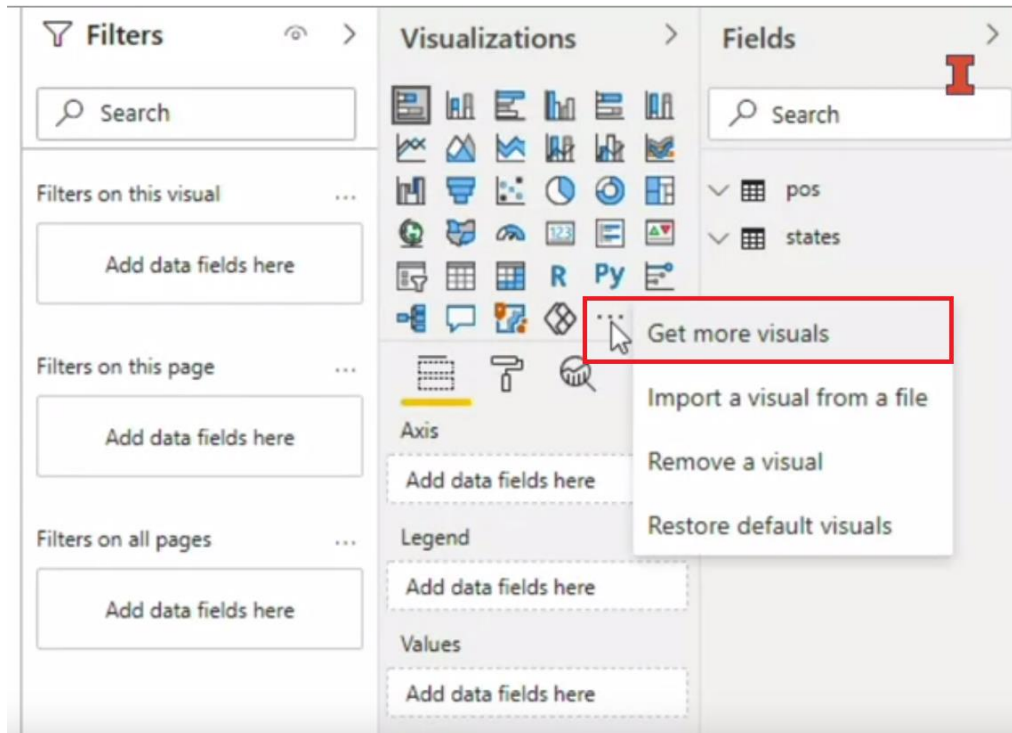 Filters
Search
Filters on this visual
...
Add data fields here
Filters on this page
...
Add data fields here
Filters on all pages
...
Add data fields here
Visualizations
123
R Py
...
Get more visuals
Import a visual from a file
Remove a visual
Restore default visuals
Axis
Add data fields here
Legend
Add data fields here
Values
Add data fields here
Fields
I
Search
pos
states